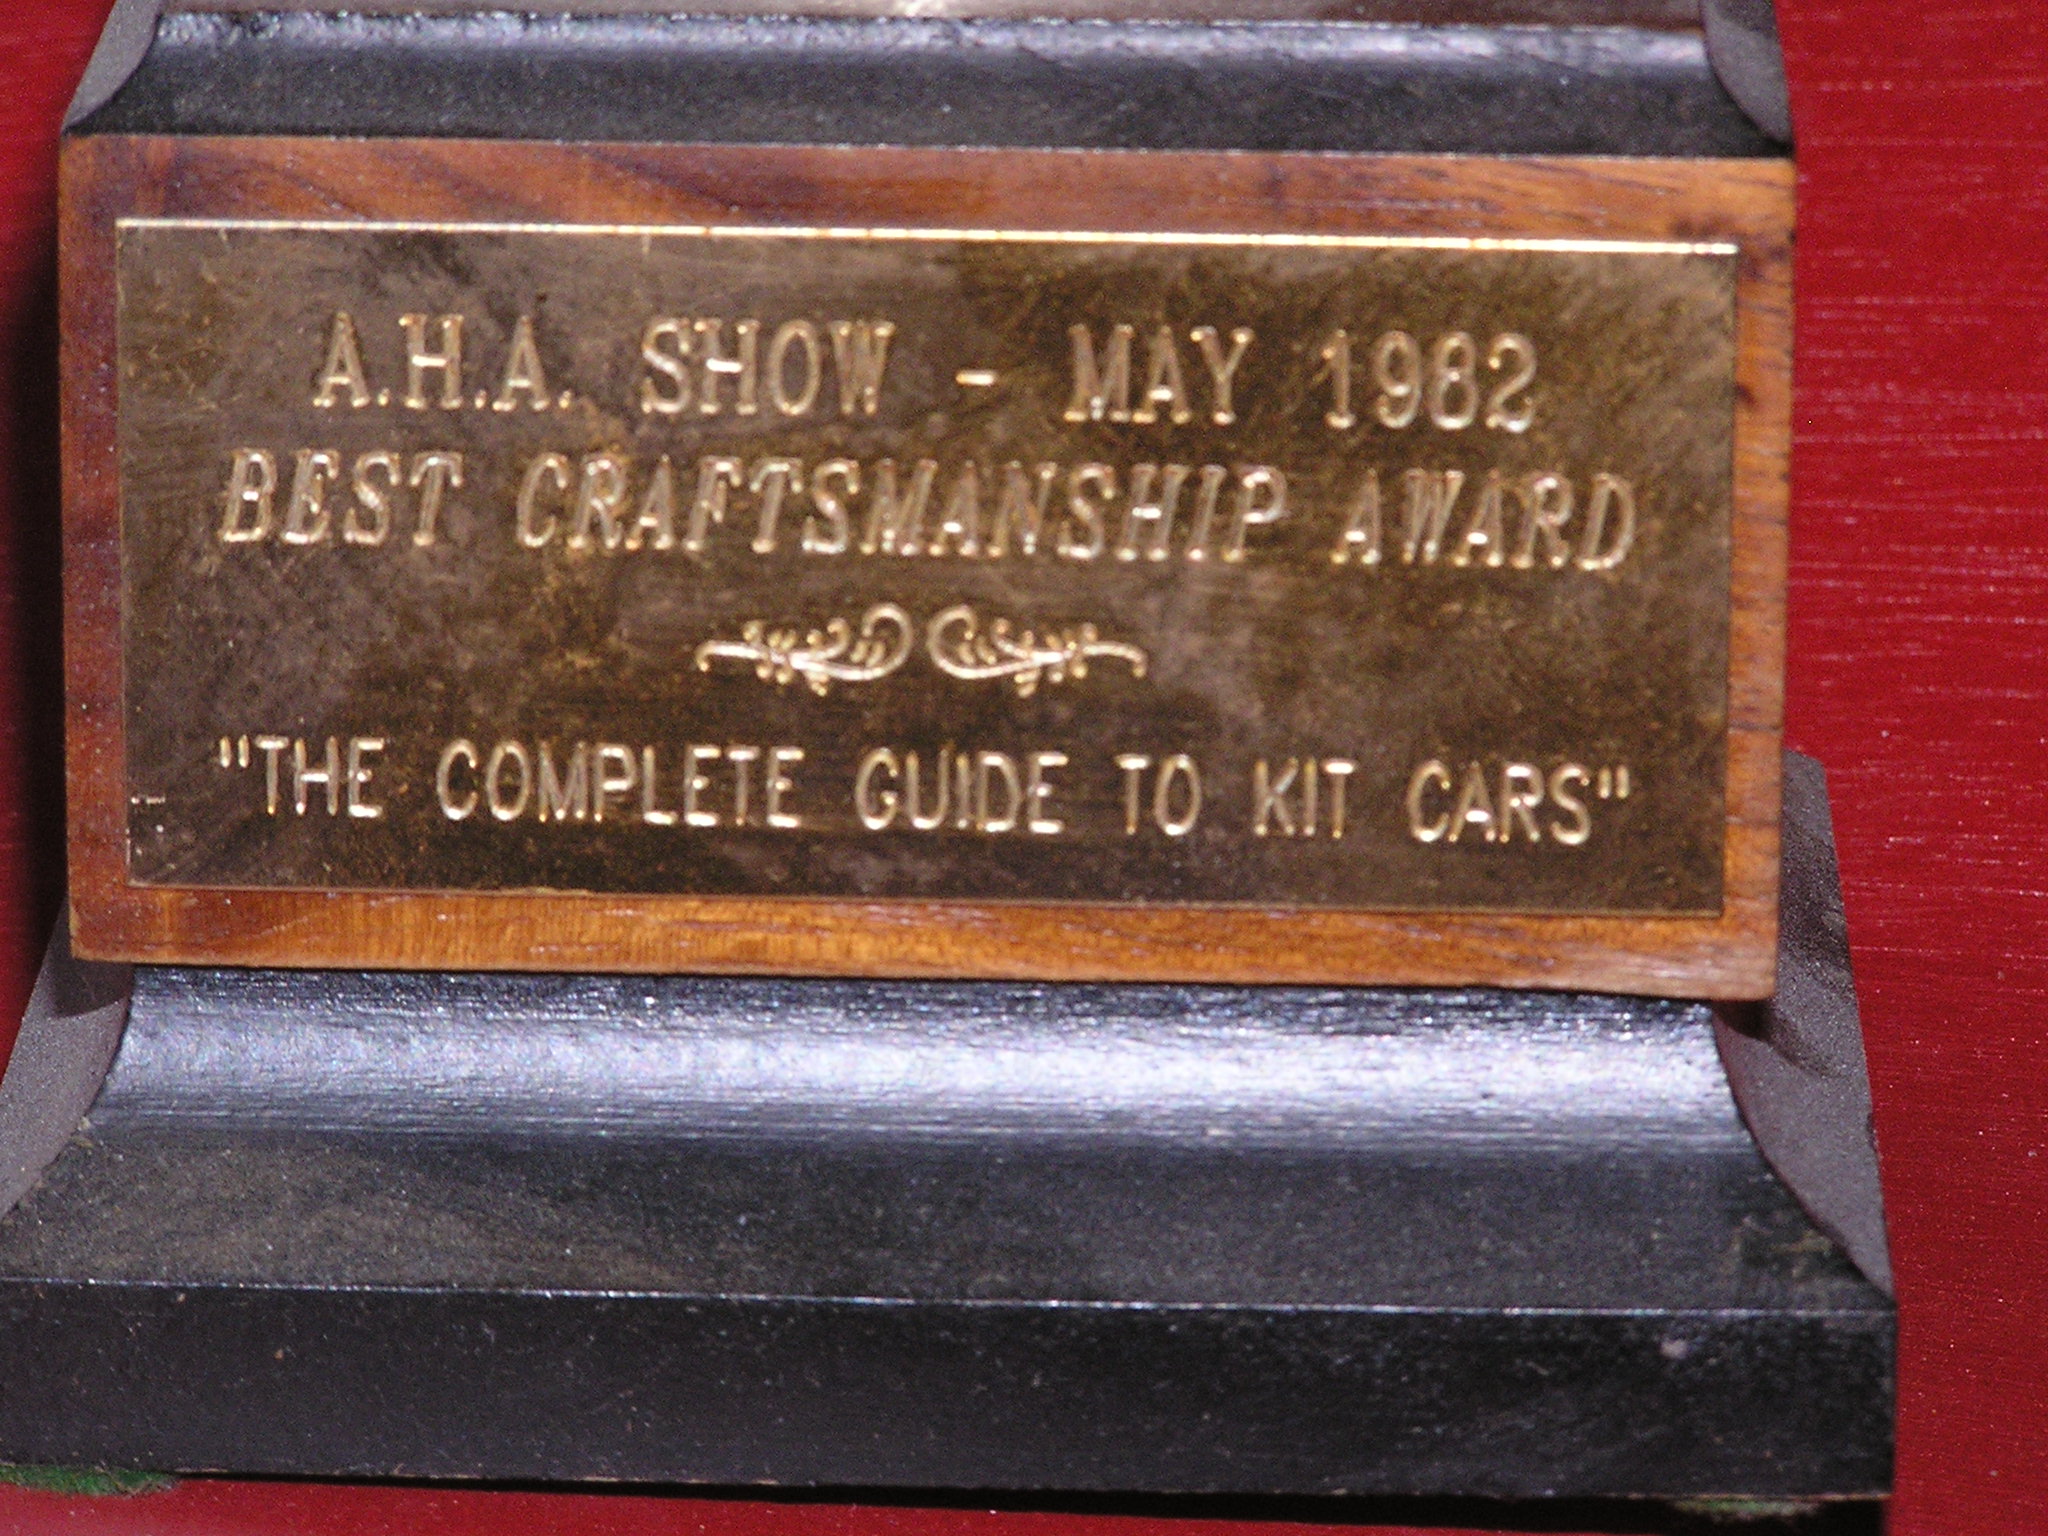 A.H.A. SHOW - MAY 1982
BEST CRAFTSMANSHIP AWARD
"THE COMPLETE GUIDE TO KIT CARS"